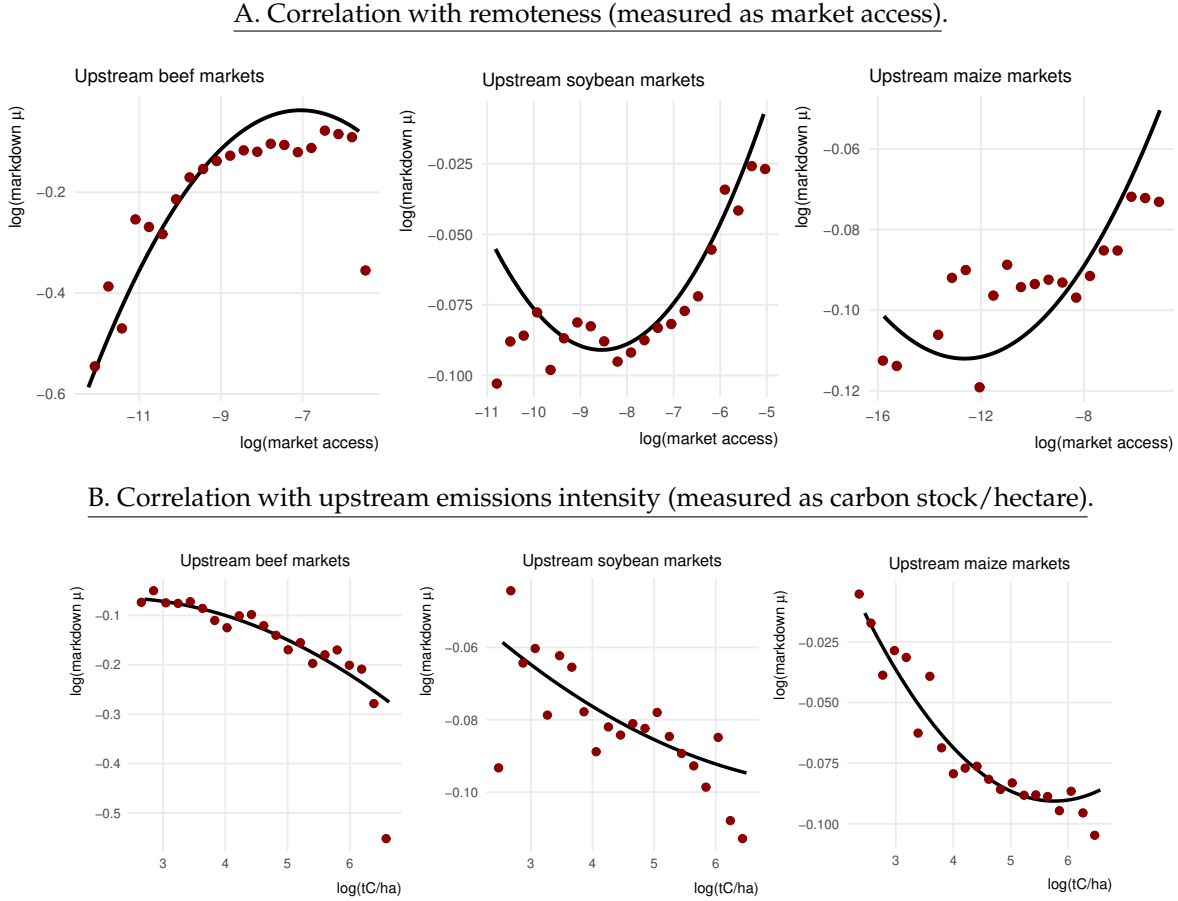 A. Correlation with remoteness (measured as market access).
Upstream beef markets
log(markdown μ)
−0.2
−0.4
−0.6
−11
−9
−7
log(market access)
Upstream soybean markets
log(markdown μ)
−0.025
−0.050
−0.075
−0.100
−11
−10
−9
−8
−7
−6
−5
log(market access)
Upstream maize markets
log(markdown μ)
−0.06
−0.08
−0.10
−0.12
−16
−12
−8
log(market access)
B. Correlation with upstream emissions intensity (measured as carbon stock/hectare).
Upstream beef markets
log(markdown μ)
−0.1
−0.2
−0.3
−0.4
−0.5
3
4
5
6
log(tC/ha)
Upstream soybean markets
log(markdown μ)
−0.06
−0.08
−0.10
3
4
5
6
log(tC/ha)
Upstream maize markets
log(markdown μ)
−0.025
−0.050
−0.075
−0.100
3
4
5
6
log(tC/ha)